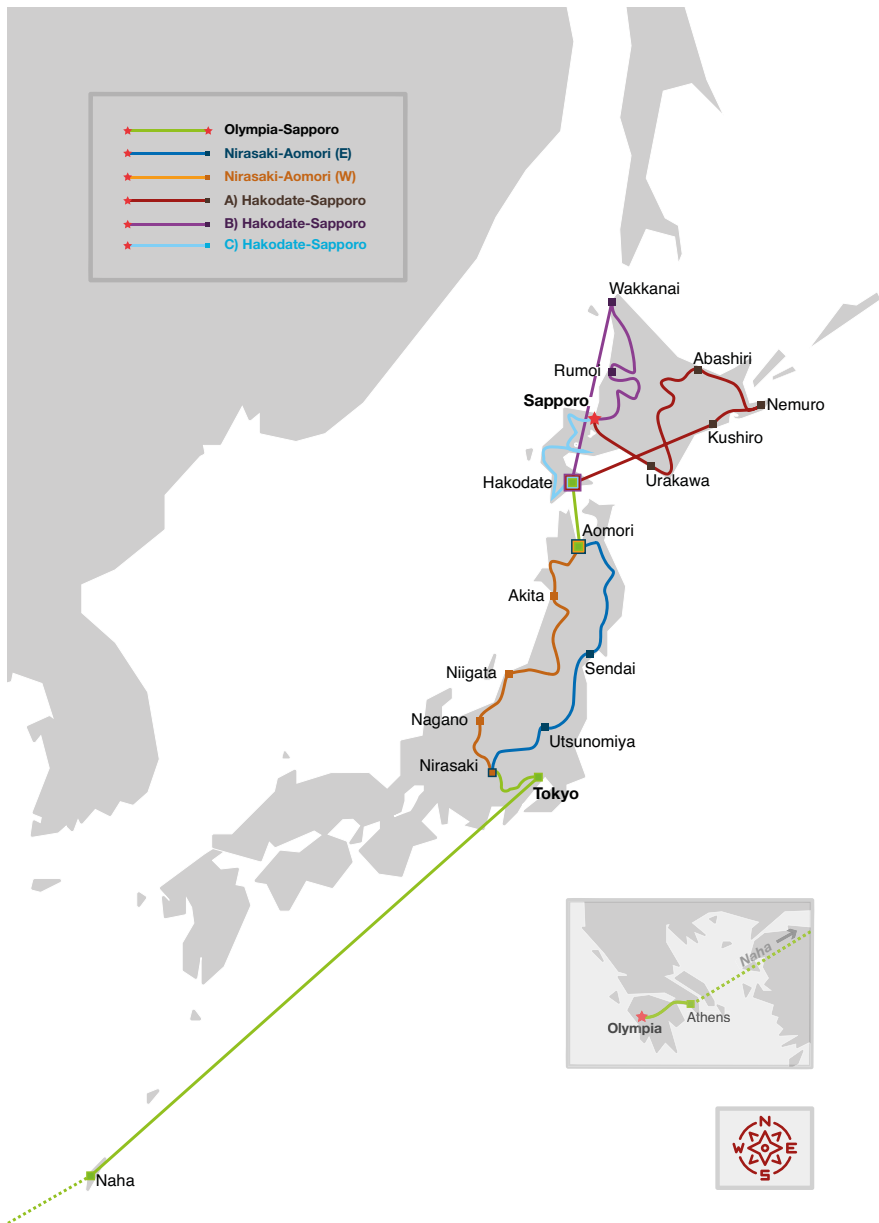 Olympia-Sapporo
Nirasaki-Aomori (E)
Nirasaki-Aomori (W)
A) Hakodate-Sapporo
B) Hakodate-Sapporo
C) Hakodate-Sapporo
Wakkanai
Abashiri
Rumoi
Sapporo
Nemuro
Kushiro
Hakodate
Urakawa
Aomori
Akita
Sendai
Niigata
Nagano
Utsunomiya
Nirasaki
Tokyo
Naha
Athens
Olympia
N
W E
S
Naha